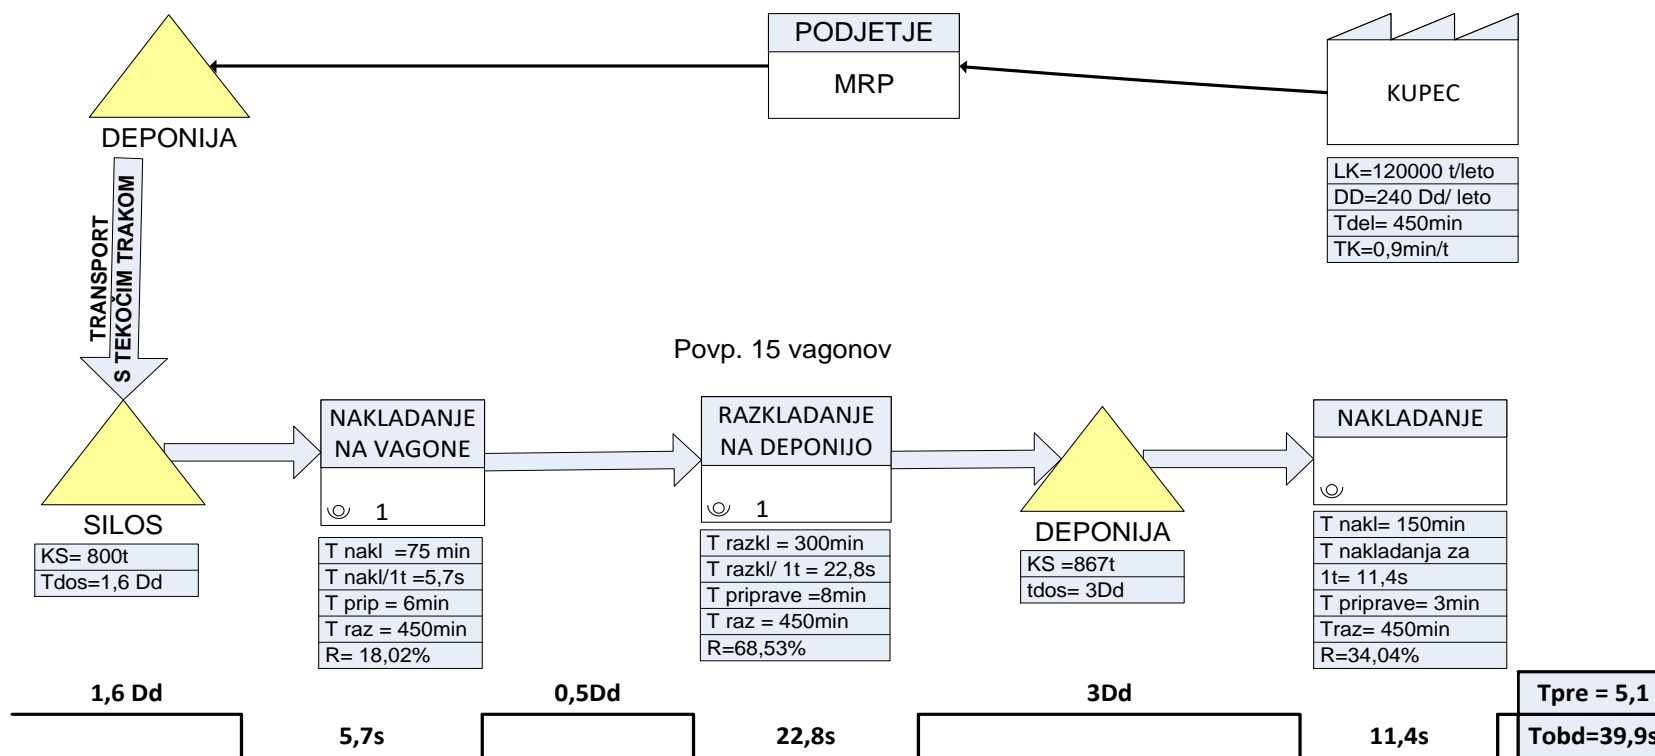 PODJETJE
MRP
KUPEC
LK=120000 t/leto
DD=240 Dd/ leto
Tdel= 450min
TK=0,9min/t
DEPONIJA
TRANSPORT
S TEKOČIM TRAKOM
Povp. 15 vagonov
SILOS
KS= 800t
Tdos=1,6 Dd
NAKLADANJE
NA VAGONE
1
T nakl =75 min
T nakl/1t =5,7s
T prip = 6min
T raz = 450min
R= 18,02%
RAZKLADANJE
NA DEPONIJO
1
T razkl = 300min
T razkl/ 1t = 22,8s
T priprave =8min
T raz = 450min
R=68,53%
DEPONIJA
KS =867t
tdos= 3Dd
NAKLADANJE
T nakl= 150min
T nakladanja za
1t= 11,4s
T priprave= 3min
Traz= 450min
R=34,04%
1,6 Dd
0,5Dd
3Dd
Tpre = 5,1
5,7s
22,8s
11,4s
Tobd=39,9s